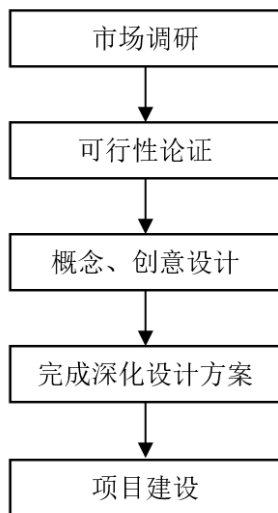 市场调研
可行性论证
概念、创意设计
完成深化设计方案
项目建设